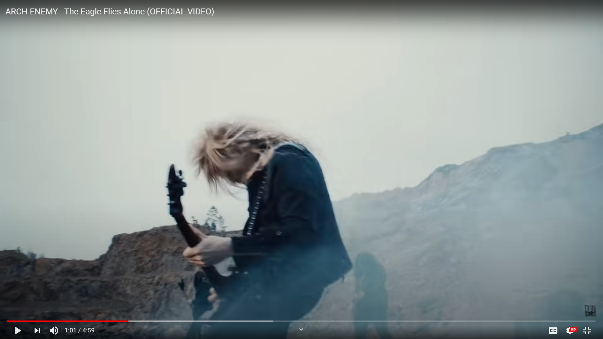 ARCH ENEMY - The Eagle Flies Alone (OFFICIAL VIDEO)
1:01 / 4:59